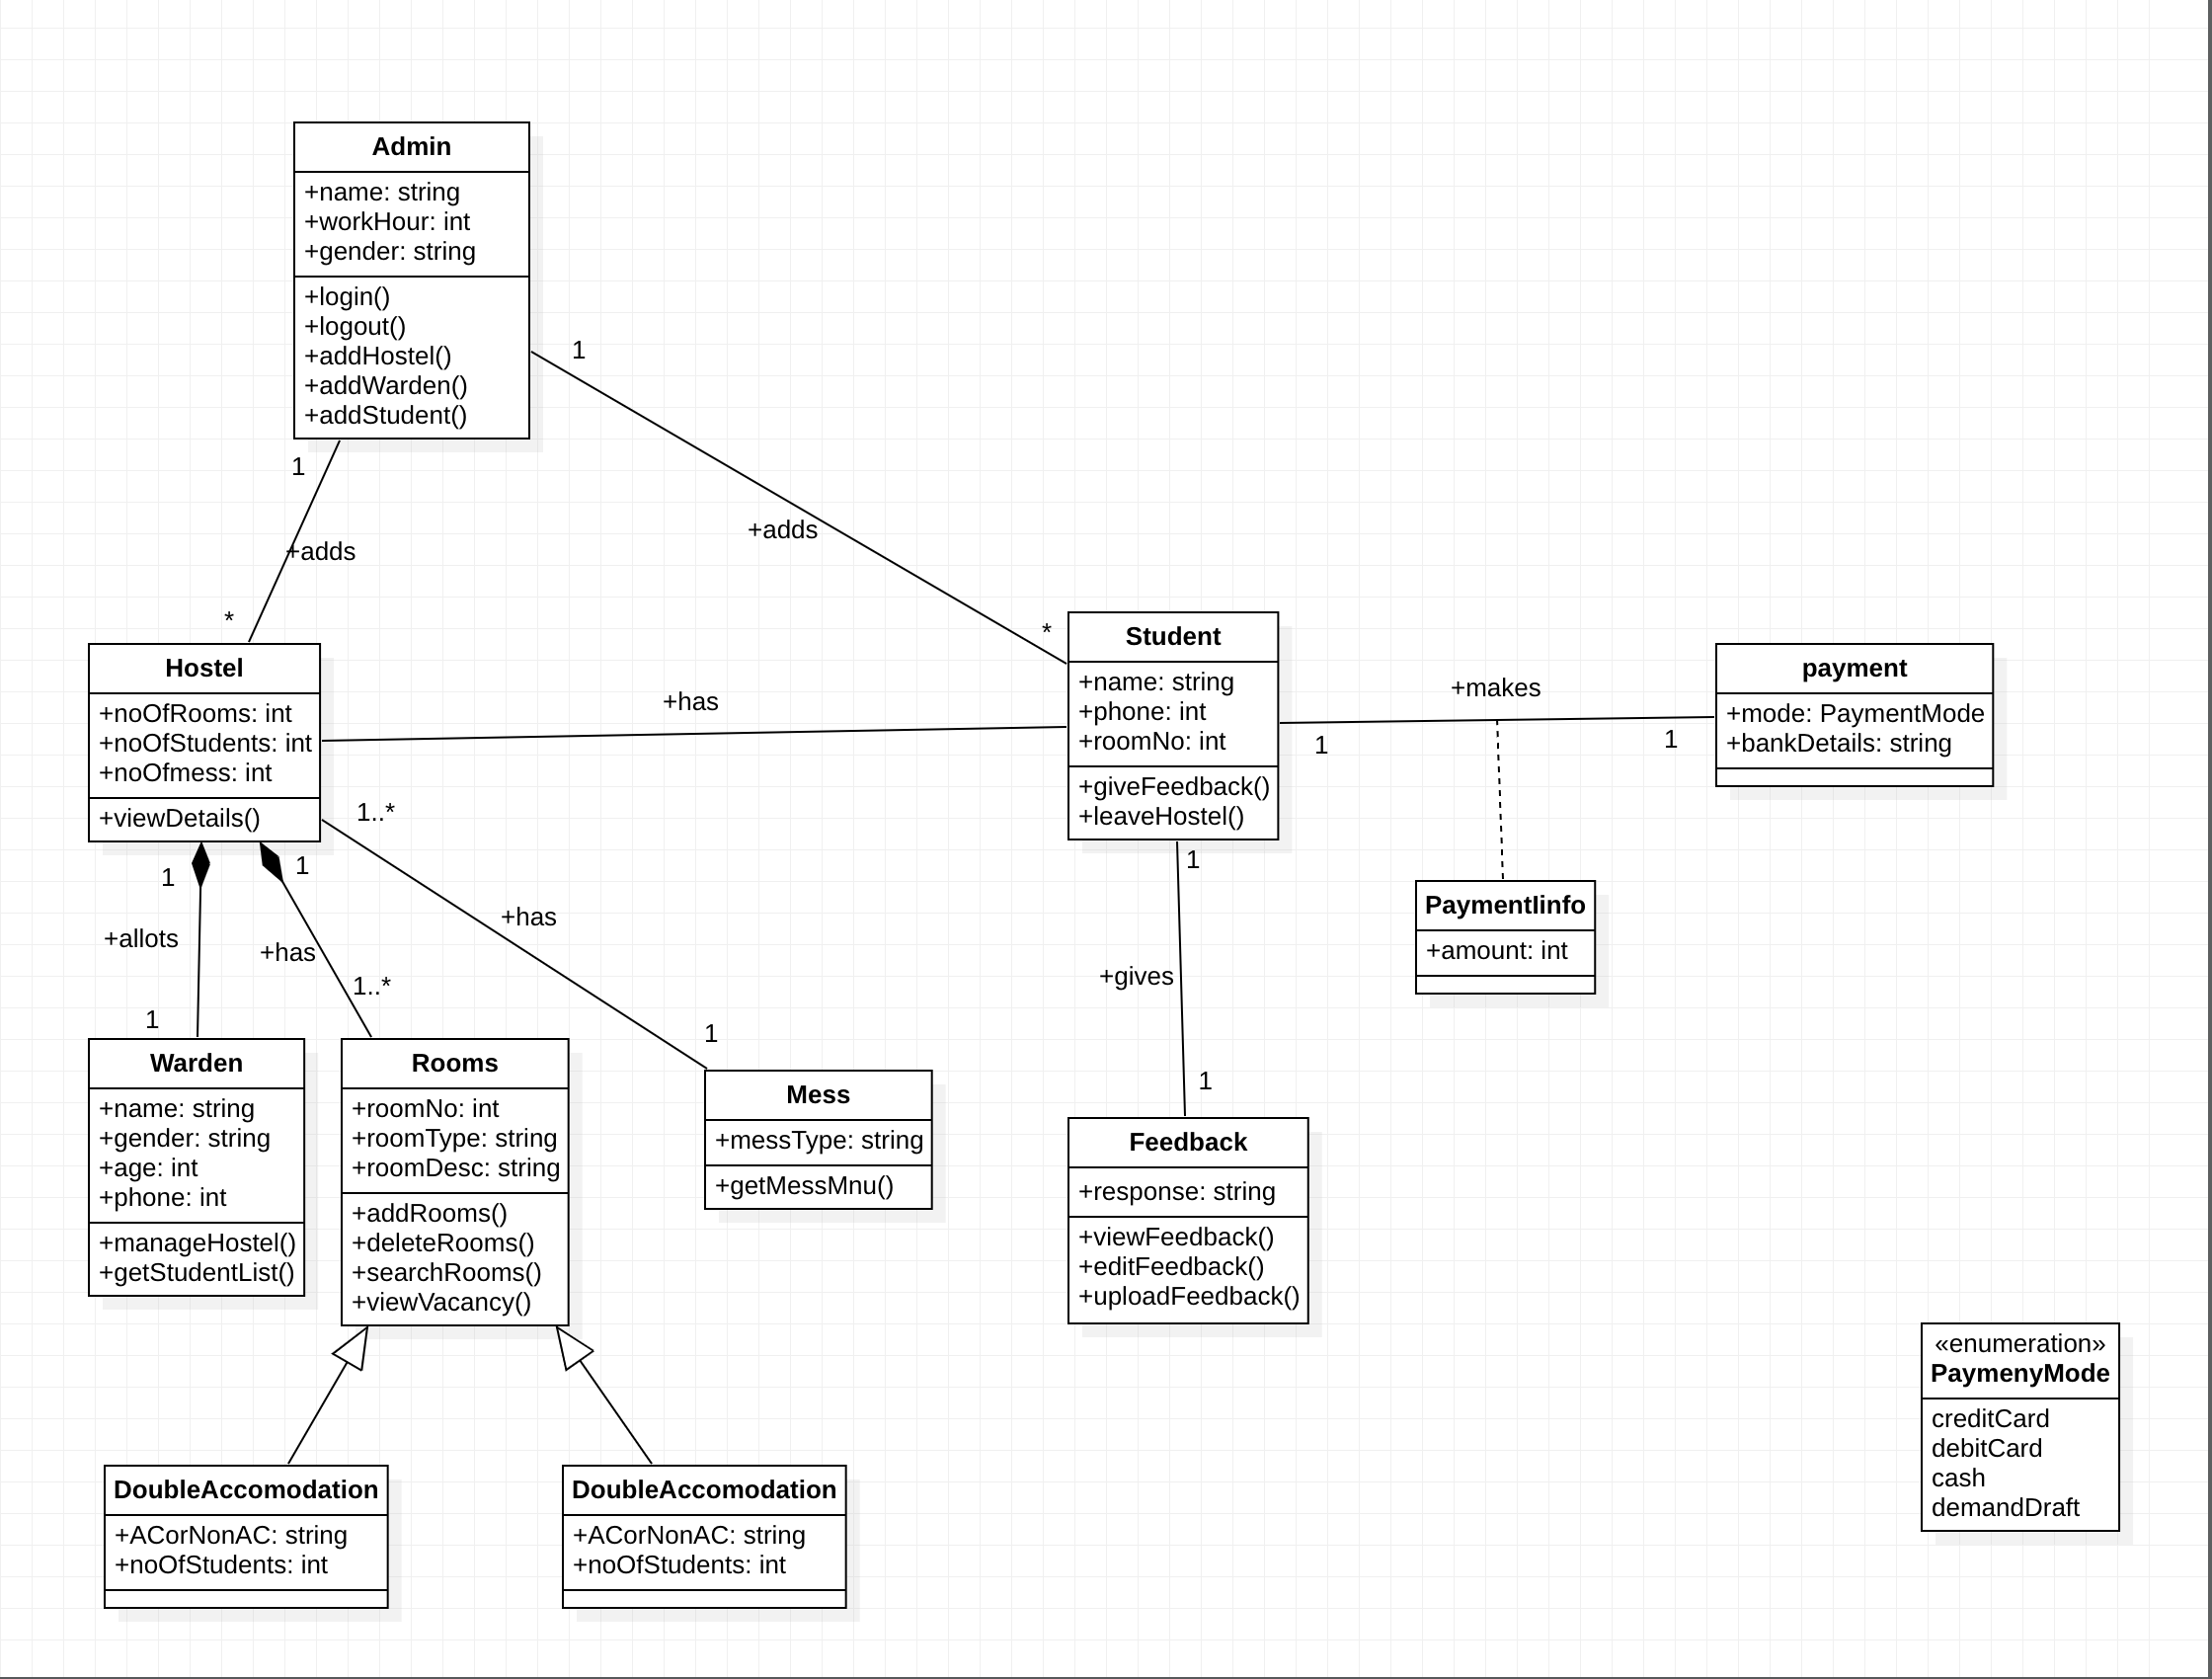 Admin
+name: string
+workHour: int
+gender: string
+login()
+logout()
+addHostel()
+addWarden()
+addStudent()
1
1
+adds
*
+adds
*
Hostel
+noOfRooms: int
+noOfStudents: int
+noOfmess: int
+viewDetails()
+has
Student
+name: string
+phone: int
+roomNo: int
+giveFeedback()
+leaveHostel()
+makes
1
1
payment
+mode: PaymentMode
+bankDetails: string
PaymentIinfo
+amount: int
1
+allots
1
1
+has
1..*
1..*
+has
1
1
+gives
1
Warden
+name: string
+gender: string
+age: int
+phone: int
+manageHostel()
+getStudentList()
Rooms
+roomNo: int
+roomType: string
+roomDesc: string
+addRooms()
+deleteRooms()
+searchRooms()
+viewVacancy()
Mess
+messType: string
+getMessMnu()
Feedback
+response: string
+viewFeedback()
+editFeedback()
+uploadFeedback()
DoubleAccomodation
+ACorNonAC: string
+noOfStudents: int
DoubleAccomodation
+ACorNonAC: string
+noOfStudents: int
«enumeration»
PaymenyMode
creditCard
debitCard
cash
demandDraft